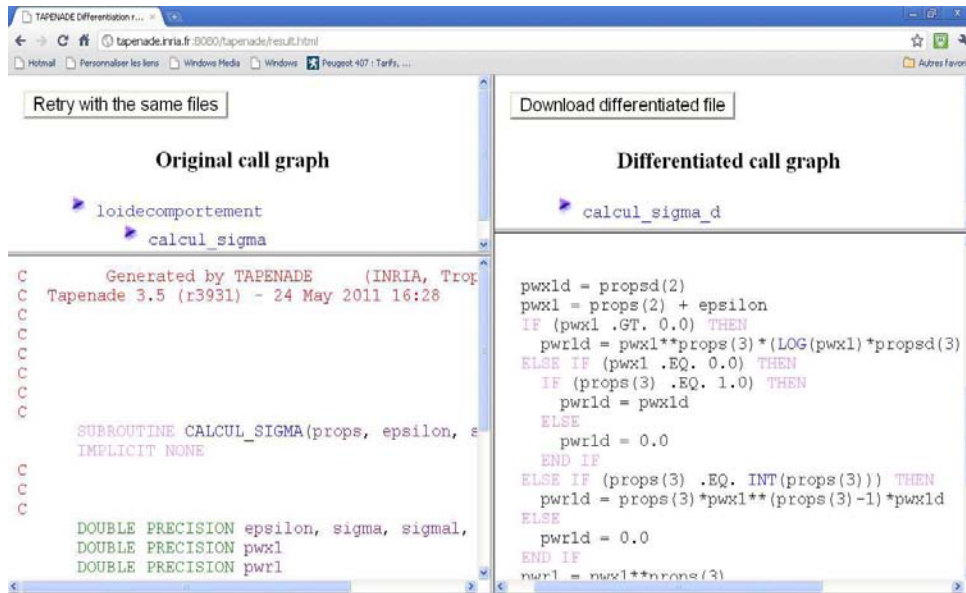 TAPENADE Differentiation r...
tapenade.inria.fr:8080/tapenade/result.html
Hotmail Personnaliser les liens Windows Media Windows Peugeot 407 : Tarifs, ... Autres favori
Retry with the same files
Original call graph
loidecomportement
calcul_sigma
C Generated by TAPENADE (INRIA, Trop
C Tapenade 3.5 (r3931) - 24 May 2011 16:28
C
C
C
C
C
C
SUBROUTINE CALCUL_SIGMA(props, epsilon, s
IMPLICIT NONE
C
C
C
DOUBLE PRECISION epsilon, sigma, sigmal,
DOUBLE PRECISION pwx1
DOUBLE PRECISION pwr1
Download differentiated file
Differentiated call graph
calcul_sigma_d
pwx1d = propsd(2)
pwx1 = props(2) + epsilon
IF (pwx1 .GT. 0.0) THEN
pwr1d = pwx1**props(3)*(LOG(pwx1)*propsd(3)
ELSE IF (pwx1 .EQ. 0.0) THEN
IF (props(3) .EQ. 1.0) THEN
pwr1d = pwx1d
ELSE
pwr1d = 0.0
END IF
ELSE IF (props(3) .EQ. INT(props(3))) THEN
pwr1d = props(3)*pwx1**(props(3)-1)*pwx1d
ELSE
pwr1d = 0.0
END IF
pwr1 = pwx1**props(3)